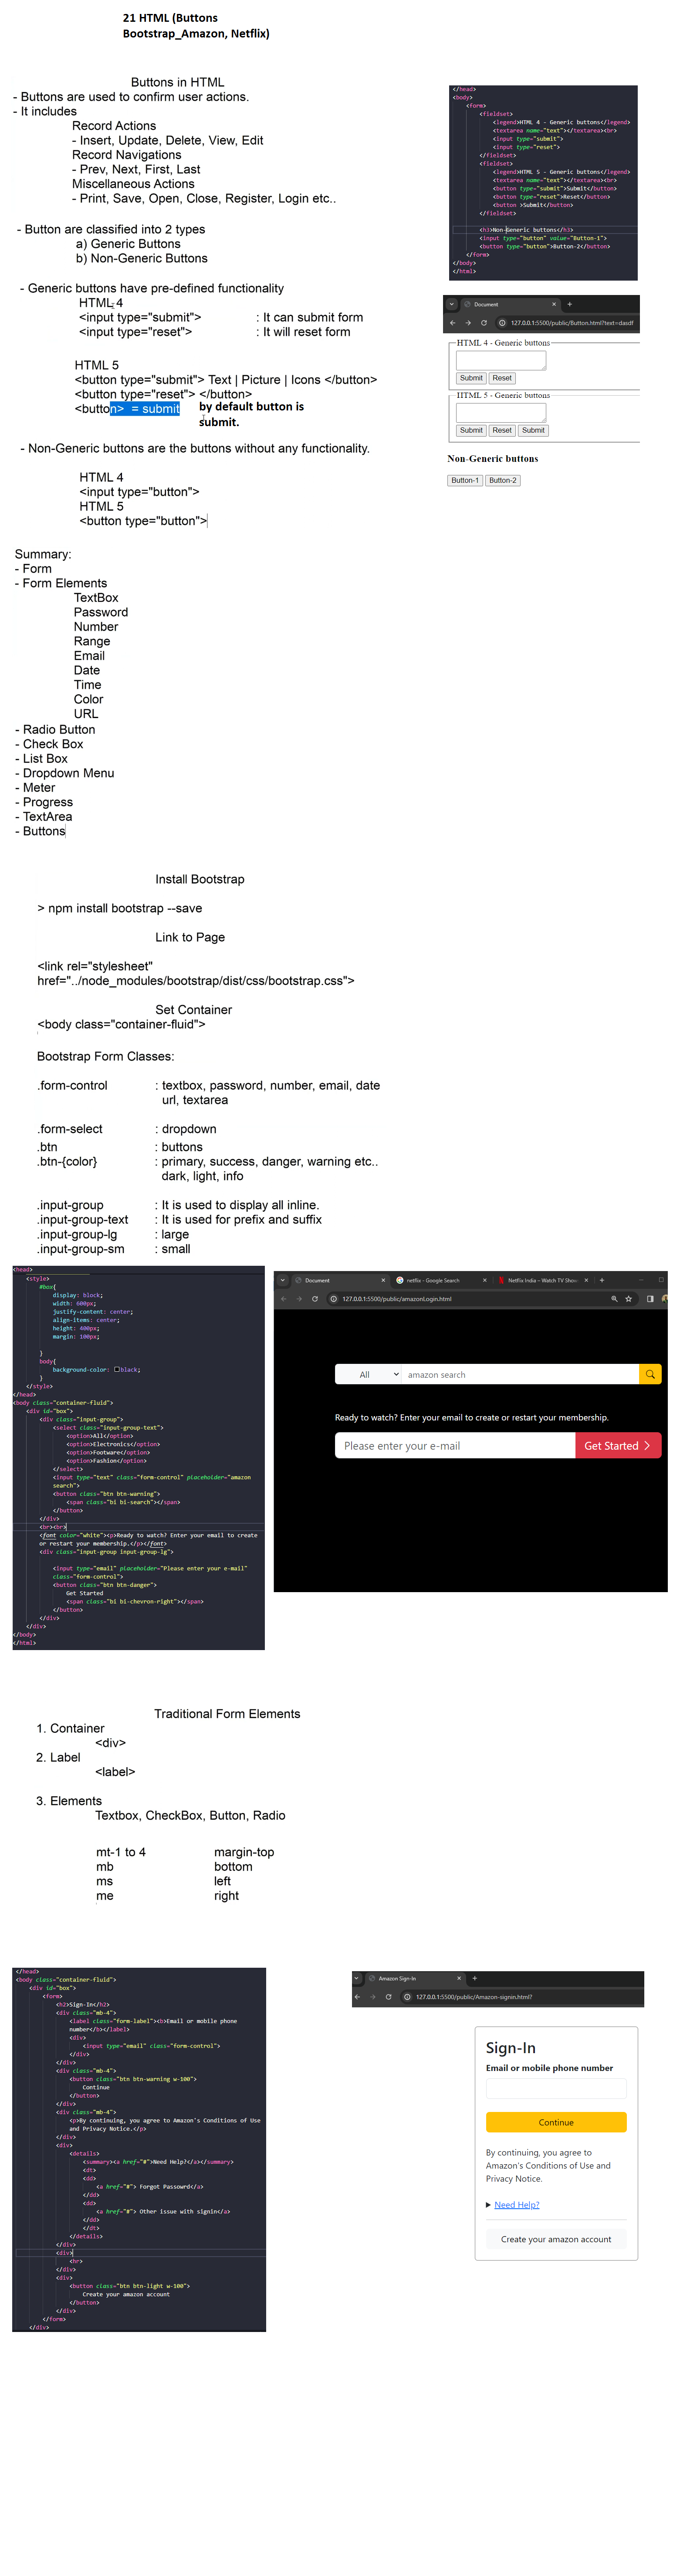 21 HTML (Buttons
Bootstrap_Amazon, Netflix)
Buttons in HTML
- Buttons are used to confirm user actions.
- It includes
Record Actions
- Insert, Update, Delete, View, Edit
Record Navigations
- Prev, Next, First, Last
Miscellaneous Actions
- Print, Save, Open, Close, Register, Login etc..
- Button are classified into 2 types
a) Generic Buttons
b) Non-Generic Buttons
- Generic buttons have pre-defined functionality
HTML 4
<input type="submit"> : It can submit form
<input type="reset"> : It will reset form
HTML 5
<button type="submit"> Text | Picture | Icons </button>
<button type="reset"> </button>
<button> = submit by default button is
submit.
- Non-Generic buttons are the buttons without any functionality.
HTML 4
<input type="button">
HTML 5
<button type="button">
</head>
<body>
<form>
<fieldset>
<legend>HTML 4 - Generic buttons</legend>
<textarea name="text"></textarea><br>
<input type="submit">
<input type="reset">
</fieldset>
<fieldset>
<legend>HTML 5 - Generic buttons</legend>
<textarea name="text"></textarea><br>
<button type="submit">Submit</button>
<button type="reset">Reset</button>
<button >Submit</button>
</fieldset>
<h3>Non-Generic buttons</h3>
<input type="button" value="Button-1">
<button type="button">Button-2</button>
</form>
</body>
</html>
Document
127.0.0.1:5500/public/Button.html?text=dasdf
HTML 4 - Generic buttons
Submit Reset
HTML 5 - Generic buttons
Submit Reset Submit
Non-Generic buttons
Button-1 Button-2
Summary:
- Form
- Form Elements
TextBox
Password
Number
Range
Email
Date
Time
Color
URL
- Radio Button
- Check Box
- List Box
- Dropdown Menu
- Meter
- Progress
- TextArea
- Buttons
Install Bootstrap
> npm install bootstrap --save
Link to Page
<link rel="stylesheet"
href="../node_modules/bootstrap/dist/css/bootstrap.css">
Set Container
<body class="container-fluid">
Bootstrap Form Classes:
.form-control : textbox, password, number, email, date
url, textarea
.form-select : dropdown
.btn : buttons
.btn-{color} : primary, success, danger, warning etc..
dark, light, info
.input-group : It is used to display all inline.
.input-group-text : It is used for prefix and suffix
.input-group-lg : large
.input-group-sm : small
<head>
<style>
#box{
display: block;
width: 600px;
justify-content: center;
align-items: center;
height: 400px;
margin: 100px;
}
body{
background-color: black;
}
</style>
</head>
<body class="container-fluid">
<div id="box">
<div class="input-group">
<select class="input-group-text">
<option>All</option>
<option>Electronics</option>
<option>Footware</option>
<option>Fashion</option>
</select>
<input type="text" class="form-control" placeholder="amazon
search">
<button class="btn btn-warning">
<span class="bi bi-search"></span>
</button>
</div>
<br><br>
<font color="white"><p>Ready to watch? Enter your email to create
or restart your membership.</p></font>
<div class="input-group input-group-lg">
<input type="email" placeholder="Please enter your e-mail"
class="form-control">
<button class="btn btn-danger">
Get Started
<span class="bi bi-chevron-right"></span>
</button>
</div>
</div>
</body>
</html>
Document netflix - Google Search Netflix India – Watch TV Show
127.0.0.1:5500/public/amazonLogin.html
All amazon search
Ready to watch? Enter your email to create or restart your membership.
Please enter your e-mail Get Started
Traditional Form Elements
1. Container
<div>
2. Label
<label>
3. Elements
Textbox, CheckBox, Button, Radio
mt-1 to 4 margin-top
mb bottom
ms left
me right
</head>
<body class="container-fluid">
<div id="box">
<form>
<h2>Sign-In</h2>
<div class="mb-4">
<label class="form-label"><b>Email or mobile phone
number</b></label>
<div>
<input type="email" class="form-control">
</div>
</div>
<div class="mb-4">
<button class="btn btn-warning w-100">
Continue
</button>
</div>
<div class="mb-4">
<p>By continuing, you agree to Amazon's Conditions of Use
and Privacy Notice.</p>
</div>
<div>
<details>
<summary><a href="#">Need Help?</a></summary>
<dt>
<dd>
<a href="#"> Forgot Passowrd</a>
</dd>
<dd>
<a href="#"> Other issue with signin</a>
</dd>
</dt>
</details>
</div>
<div>
<hr>
</div>
<div>
<button class="btn btn-light w-100">
Create your amazon account
</button>
</div>
</form>
</div>
Amazon Sign-In
127.0.0.1:5500/public/Amazon-signin.html?
Sign-In
Email or mobile phone number
Continue
By continuing, you agree to
Amazon's Conditions of Use and
Privacy Notice.
Need Help?
Create your amazon account